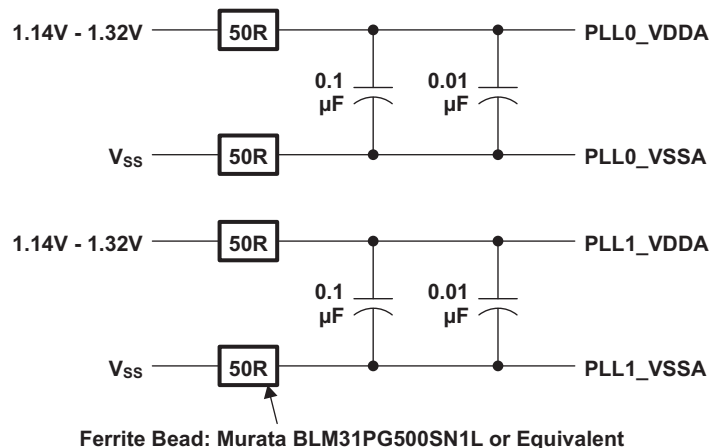 1.14V - 1.32V 50R PLL0_VDDA
0.1 µF 0.01 µF
VSS 50R PLL0_VSSA
1.14V - 1.32V 50R PLL1_VDDA
0.1 µF 0.01 µF
VSS 50R PLL1_VSSA
Ferrite Bead: Murata BLM31PG500SN1L or Equivalent